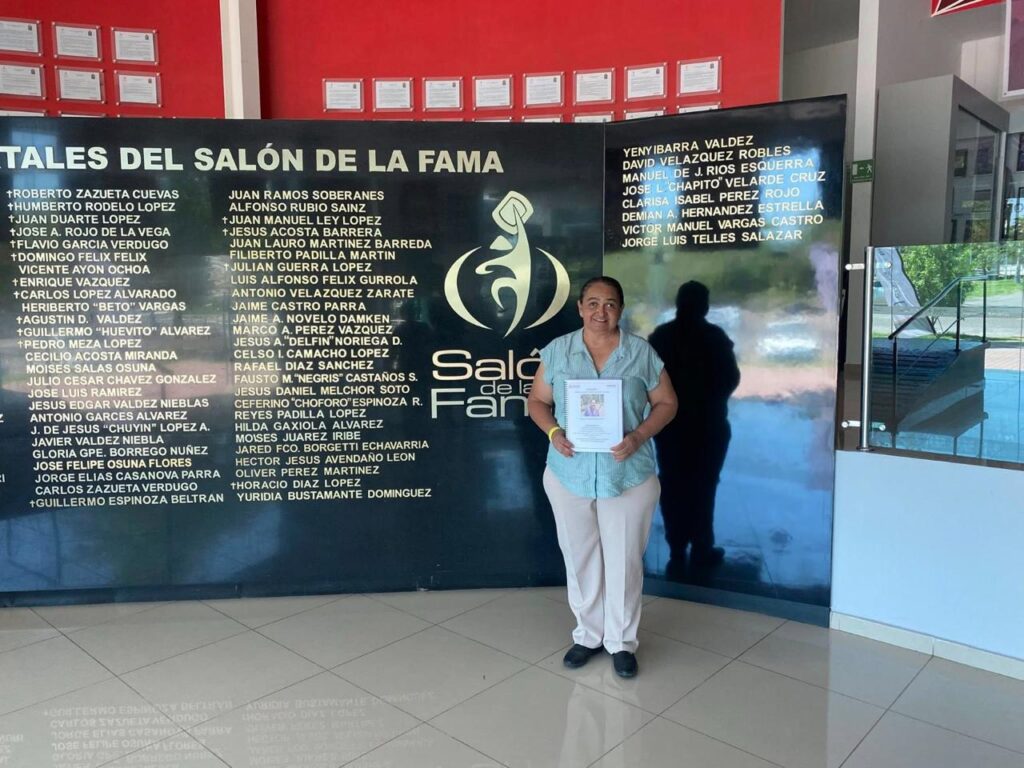 TALES DEL SALÓN DE LA FAMA
†ROBERTO ZAZUETA CUEVAS
†HUMBERTO RODELO LOPEZ
†JUAN DUARTE LOPEZ
†JOSE A. ROJO DE LA VEGA
†FLAVIO GARCIA VERDUGO
†DOMINGO FELIX FELIX
VICENTE AYON OCHOA
†ENRIQUE VAZQUEZ
†CARLOS LOPEZ ALVARADO
HERIBERTO "BETO" VARGAS
†AGUSTIN D. VALDEZ
†GUILLERMO "HUEVITO" ALVAREZ
†PEDRO MEZA LOPEZ
CECILIO ACOSTA MIRANDA
MOISES SALAS OSUNA
JULIO CESAR CHAVEZ GONZALEZ
JOSE LUIS RAMIREZ
JESUS EDGAR VALDEZ NIEBLAS
ANTONIO GARCES ALVAREZ
J. DE JESUS "CHUYIN" LOPEZ A.
JAVIER VALDEZ NIEBLA
GLORIA GPE. BORREGO NUÑEZ
JOSE FELIPE OSUNA FLORES
JORGE ELIAS CASANOVA PARRA
CARLOS ZAZUETA VERDUGO
†GUILLERMO ESPINOZA BELTRAN
JUAN RAMOS SOBERANES
ALFONSO RUBIO SAINZ
†JUAN MANUEL LEY LOPEZ
†JESUS ACOSTA BARRERA
JUAN LAURO MARTINEZ BARREDA
FILIBERTO PADILLA MARTIN
†JULIAN GUERRA LOPEZ
LUIS ALFONSO FELIX GURROLA
ANTONIO VELAZQUEZ ZARATE
JAIME CASTRO PARRA
JAIME A. NOVELO DAMKEN
MARCO A. PEREZ VAZQUEZ
JESUS A."DELFIN"NORIEGA D.
CELSO I. CAMACHO LOPEZ
RAFAEL DIAZ SANCHEZ
FAUSTO M."NEGRIS"CASTAÑOS S.
JESUS DANIEL MELCHOR SOTO
CEFERINO "CHOFORO"ESPINOZA R.
REYES PADILLA LOPEZ
HILDA GAXIOLA ALVAREZ
MOISES JUAREZ IRIBE
JARED FCO. BORGETTI ECHAVARRIA
HECTOR JESUS AVENDAÑO LEON
OLIVER PEREZ MARTINEZ
†HORACIO DIAZ LOPEZ
YURIDIA BUSTAMANTE DOMINGUEZ
Saló
de la
Fam
YENYIBARRA VALDEZ
DAVID VELAZQUEZ ROBLES
MANUEL DE J. RIOS ESQUERRA
JOSE L."CHAPITO"VELARDE CRUZ
CLARISA ISABEL PEREZ ROJO
DEMIAN A. HERNANDEZ ESTRELLA
VICTOR MANUEL VARGAS CASTRO
JORGE LUIS TELLES SALAZAR